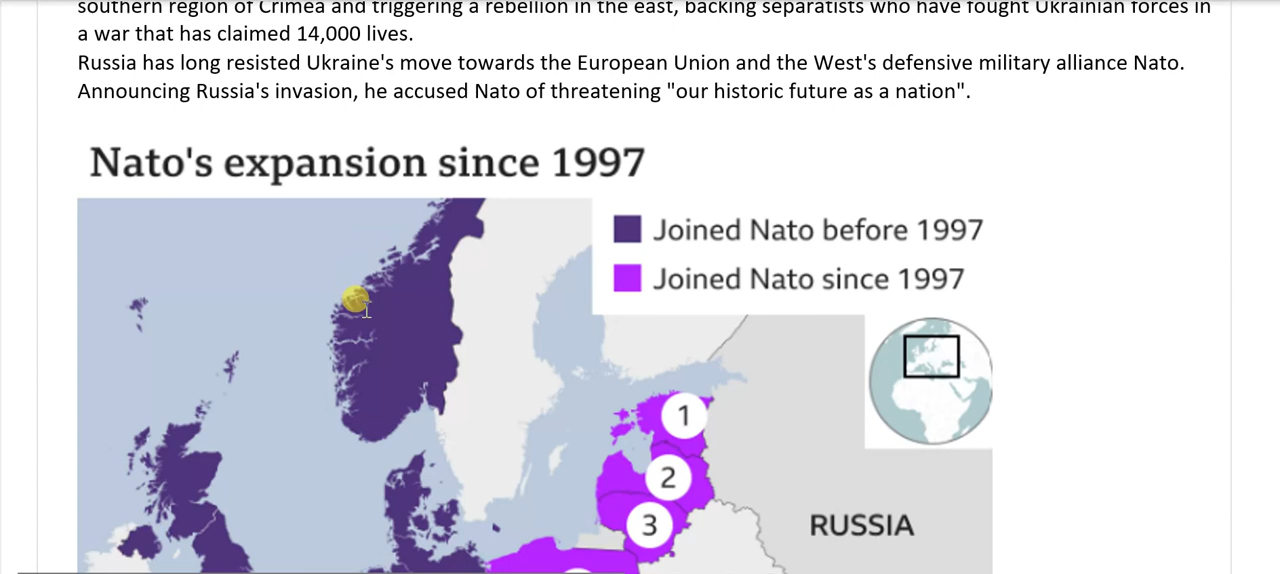 southern region of Crimea and triggering a rebellion in the east, backing separatists who have fought Ukrainian forces in
a war that has claimed 14,000 lives.
Russia has long resisted Ukraine's move towards the European Union and the West's defensive military alliance Nato.
Announcing Russia's invasion, he accused Nato of threatening "our historic future as a nation".
Nato's expansion since 1997
Joined Nato before 1997
Joined Nato since 1997
1
2
3
RUSSIA